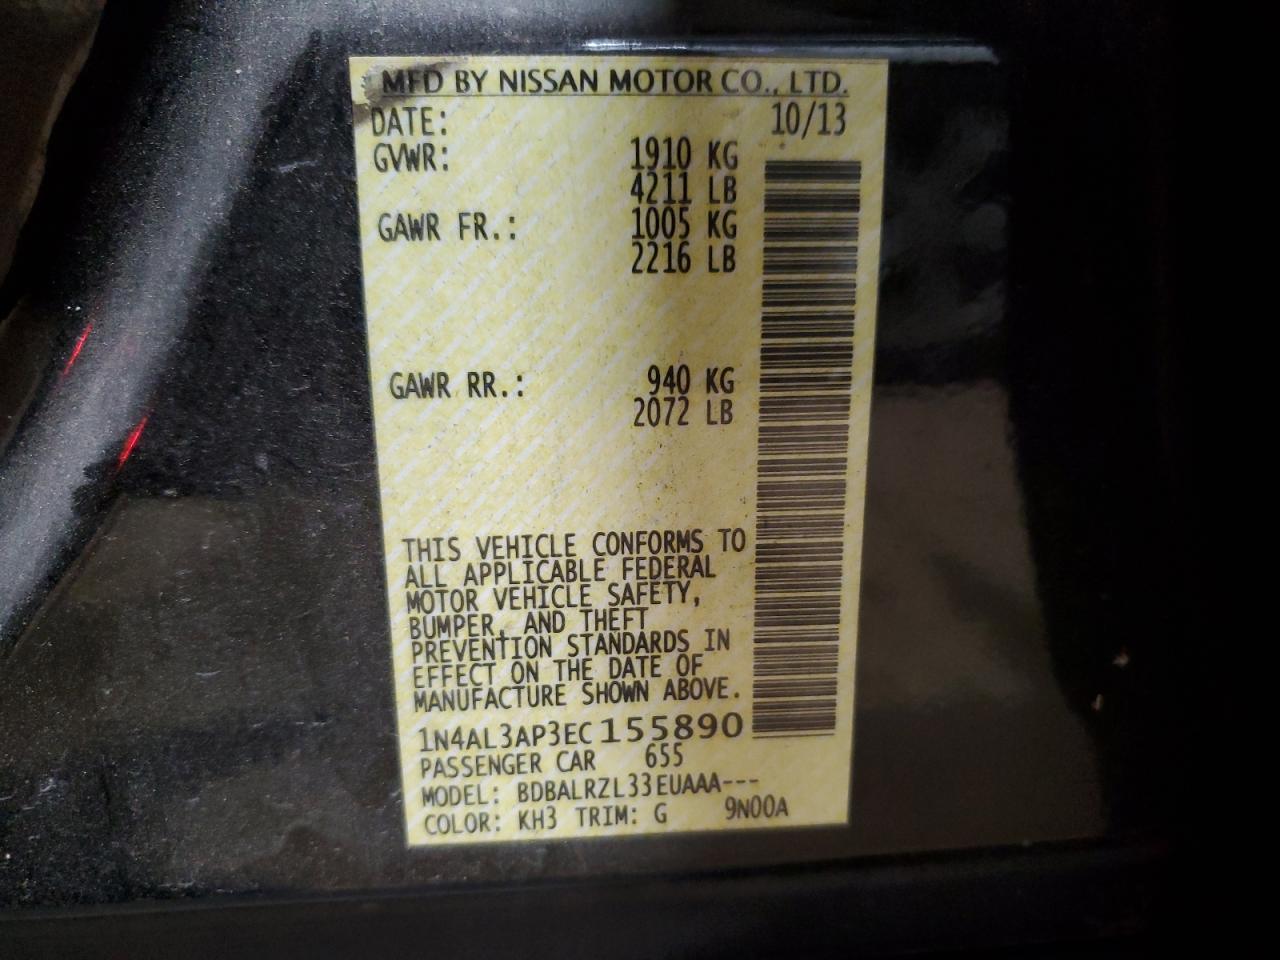 MFD BY NISSAN MOTOR CO., LTD.
DATE: 10/13
GVWR: 1910 KG
4211 LB
GAWR FR.: 1005 KG
2216 LB
GAWR RR.: 940 KG
2072 LB
THIS VEHICLE CONFORMS TO
ALL APPLICABLE FEDERAL
MOTOR VEHICLE SAFETY,
BUMPER, AND THEFT
PREVENTION STANDARDS IN
EFFECT ON THE DATE OF
MANUFACTURE SHOWN ABOVE.
1N4AL3AP3EC155890
PASSENGER CAR 655
MODEL: BDBALRZL33EUAAA---
COLOR: KH3 TRIM: G 9N00A